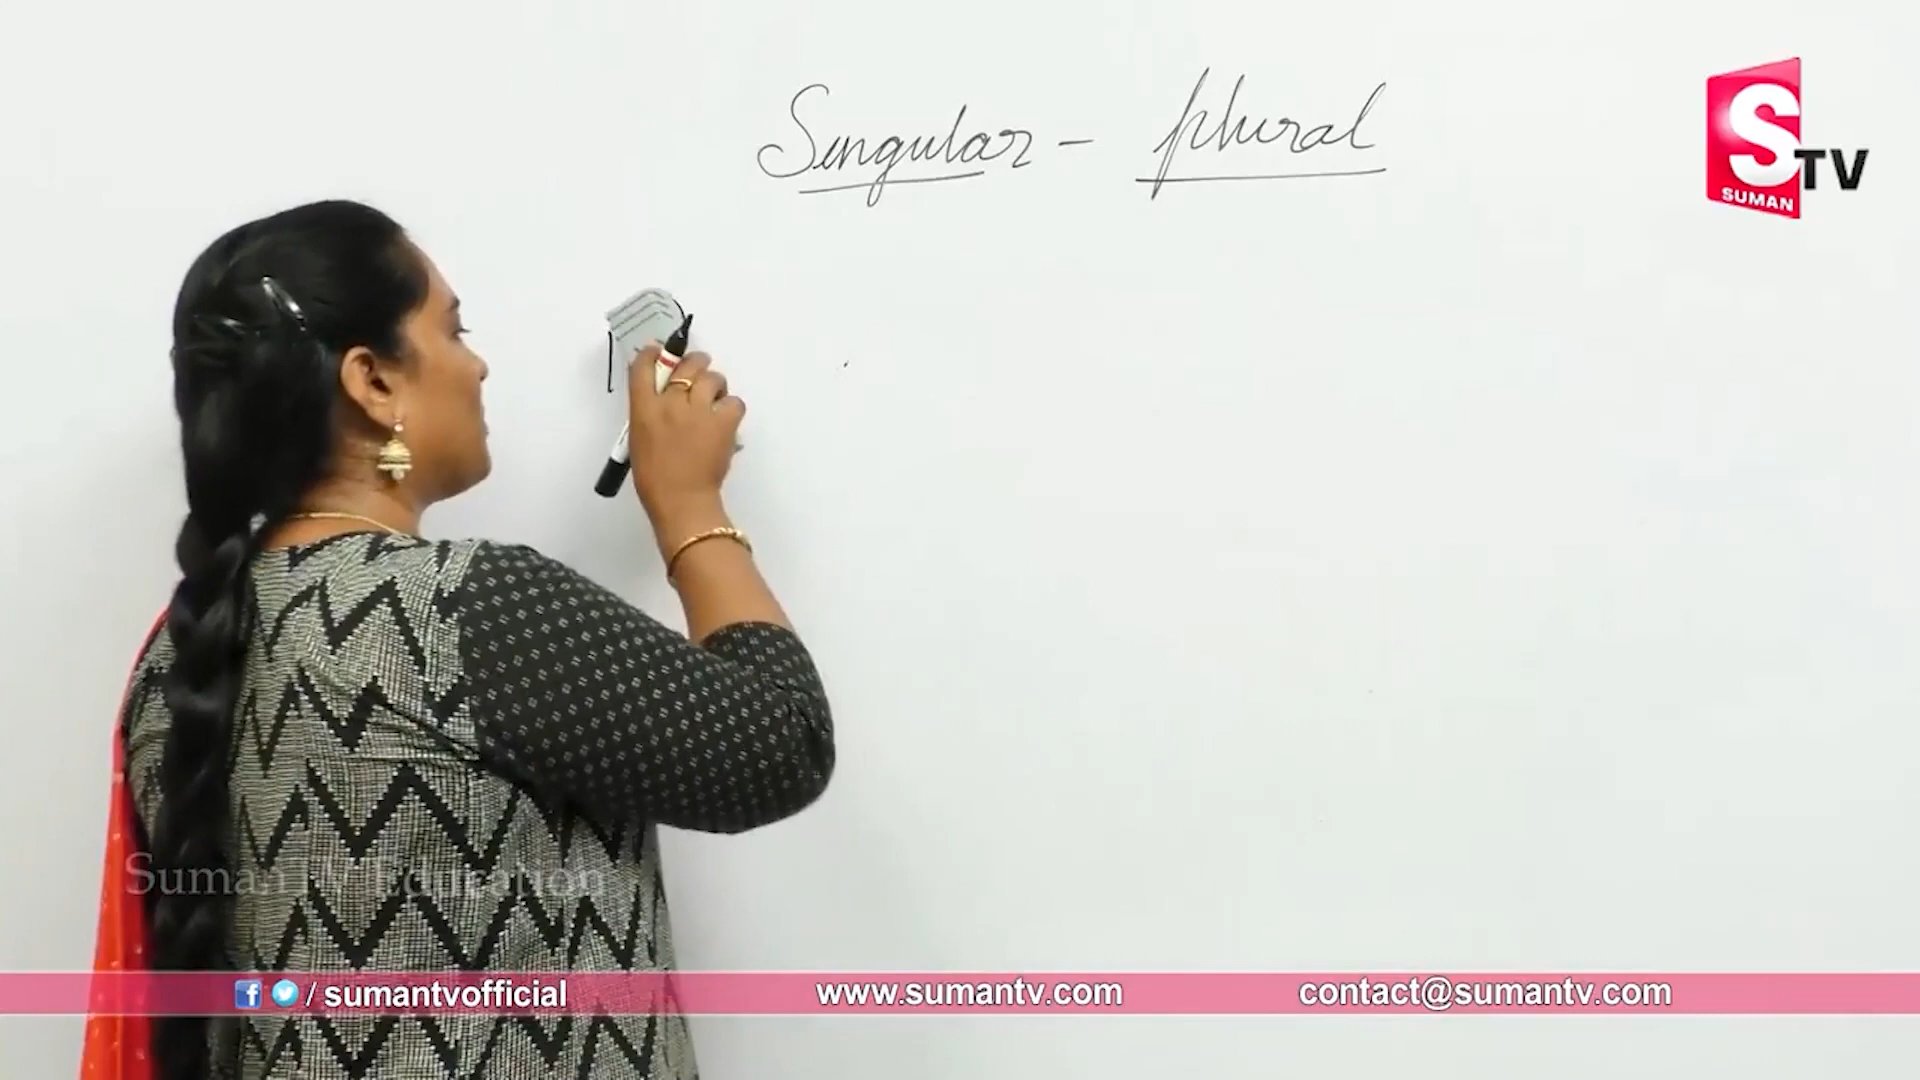 Singular - plural
S
TV
SUMAN
Suman TV Education
/ sumantvofficial
www.sumantv.com
contact@sumantv.com